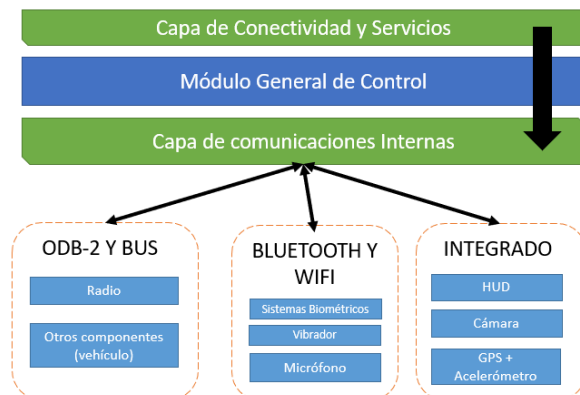 Capa de Conectividad y Servicios
Módulo General de Control
Capa de comunicaciones Internas
ODB-2 Y BUS
Radio
Otros componentes
(vehículo)
BLUETOOTH Y
WIFI
Sistemas Biométricos
Vibrador
Micrófono
INTEGRADO
HUD
Cámara
GPS +
Acelerómetro